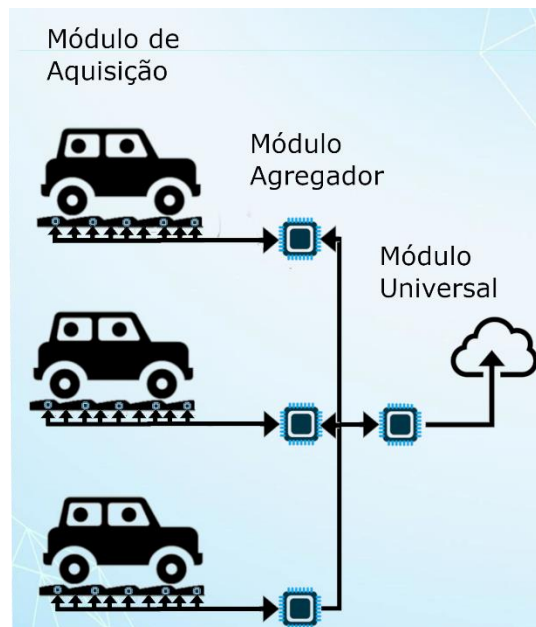 Módulo de
Aquisição
Módulo
Agregador
Módulo
Universal